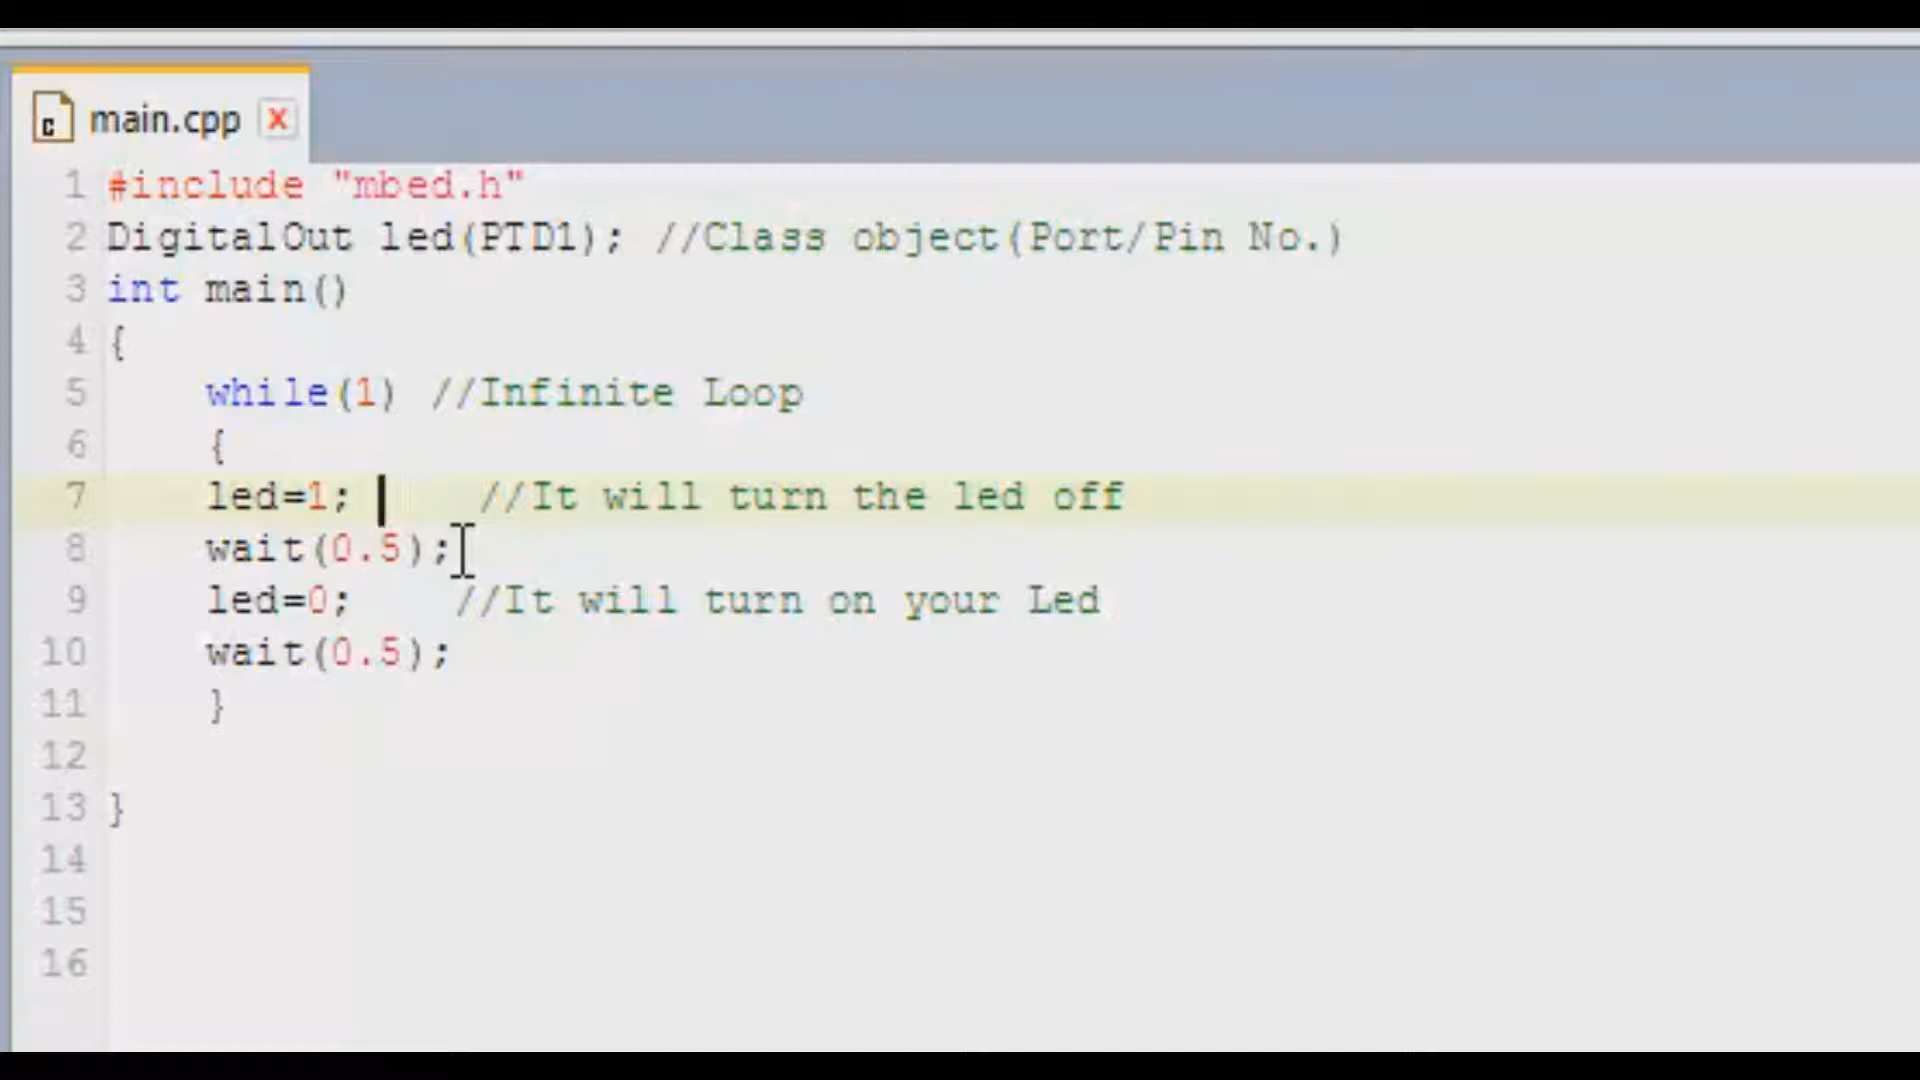 main.cpp x
1 #include "mbed.h"
2 DigitalOut led(PTD1); //Class object(Port/Pin No.)
3 int main()
4 {
5 while(1) //Infinite Loop
6 {
7 led=1; //It will turn the led off
8 wait(0.5);
9 led=0; //It will turn on your Led
10 wait(0.5);
11 }
12
13 }
14
15
16